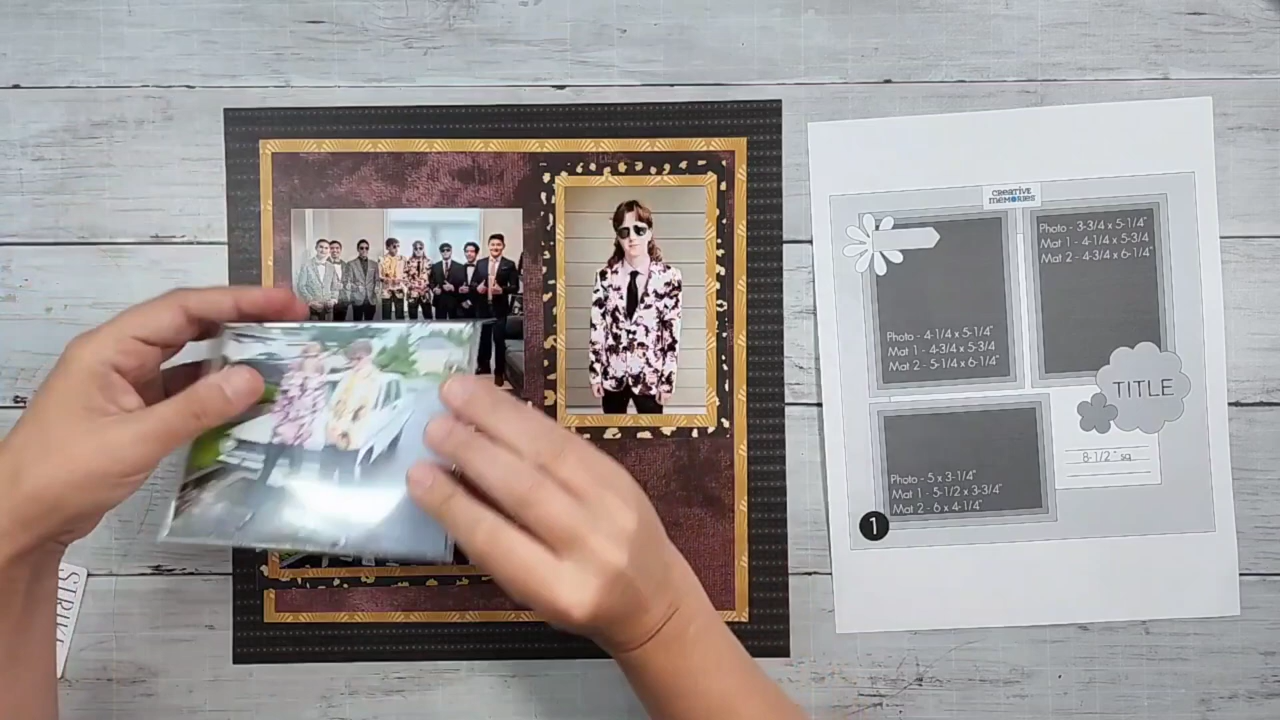 CREATIVE
MEMORIES
Photo - 3-3/4 x 5-1/4"
Mat 1 - 4-1/4 x 5-3/4
Mat 2 - 4-3/4 x 6-1/4"
Photo - 4-1/4 x 5-1/4"
Mat 1 - 4-3/4 x 5-3/4
Mat 2 - 5-1/4 x 6-1/4"
TITLE
8-1/2" sq
Photo - 5 x 3-1/4"
Mat 1 - 5-1/2 x 3-3/4"
Mat 2 - 6 x 4-1/4"
1
STRIKE